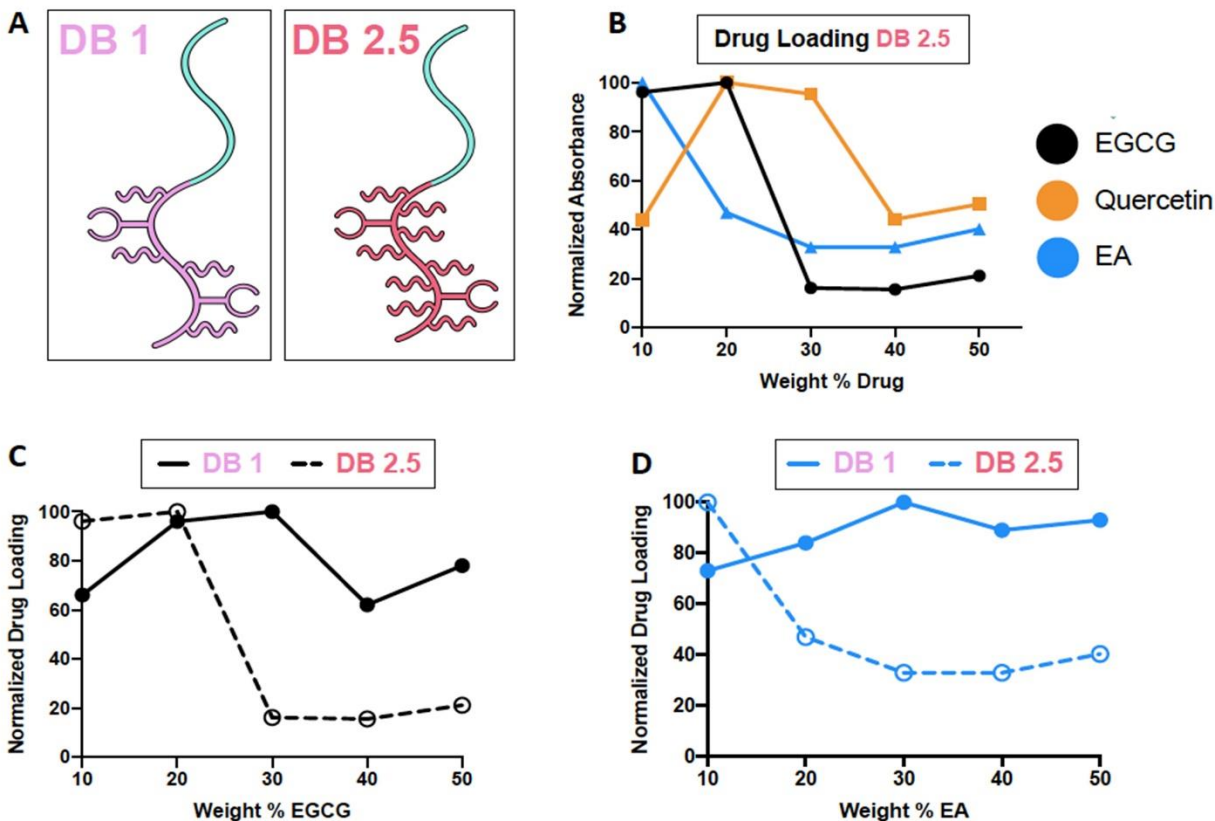 A
DB 1
DB 2.5
B
Drug Loading DB 2.5
Normalized Absorbance
100
80
60
40
20
0
10 20 30 40 50
Weight % Drug
EGCG
Quercetin
EA
C
DB 1 DB 2.5
Normalized Drug Loading
100
80
60
40
20
0
10 20 30 40 50
Weight % EGCG
D
DB 1 DB 2.5
Normalized Drug Loading
100
80
60
40
20
0
10 20 30 40 50
Weight % EA